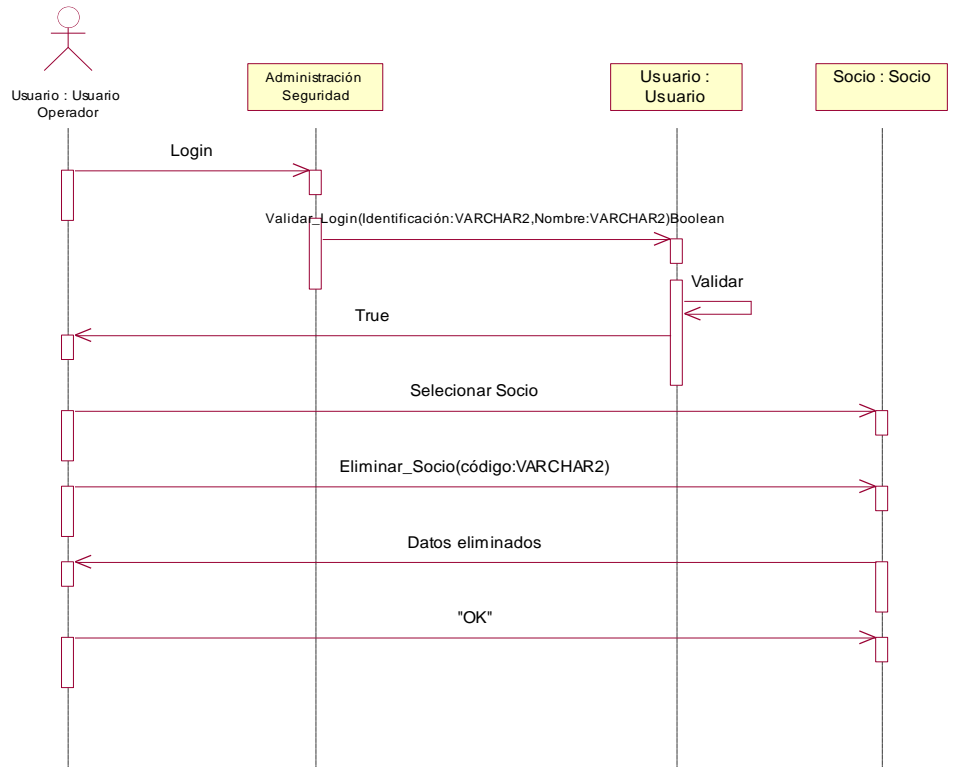 Usuario : Usuario
Operador
Administración
Seguridad
Usuario :
Usuario
Socio : Socio
Login
Validar_Login(Identificación:VARCHAR2,Nombre:VARCHAR2)Boolean
Validar
True
Selecionar Socio
Eliminar_Socio(código:VARCHAR2)
Datos eliminados
"OK"